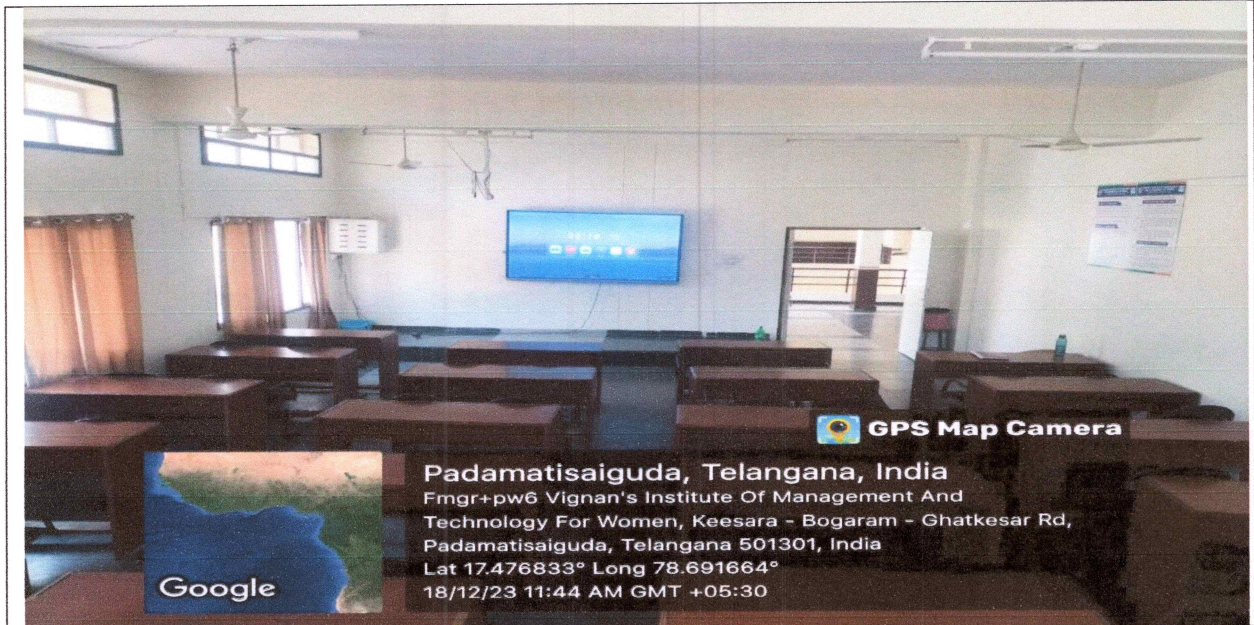 GPS Map Camera
Padamatisaiguda, Telangana, India
Fmgr+pw6 Vignan's Institute Of Management And
Technology For Women, Keesara - Bogaram - Ghatkesar Rd,
Padamatisaiguda, Telangana 501301, India
Lat 17.476833° Long 78.691664°
18/12/23 11:44 AM GMT +05:30
Google